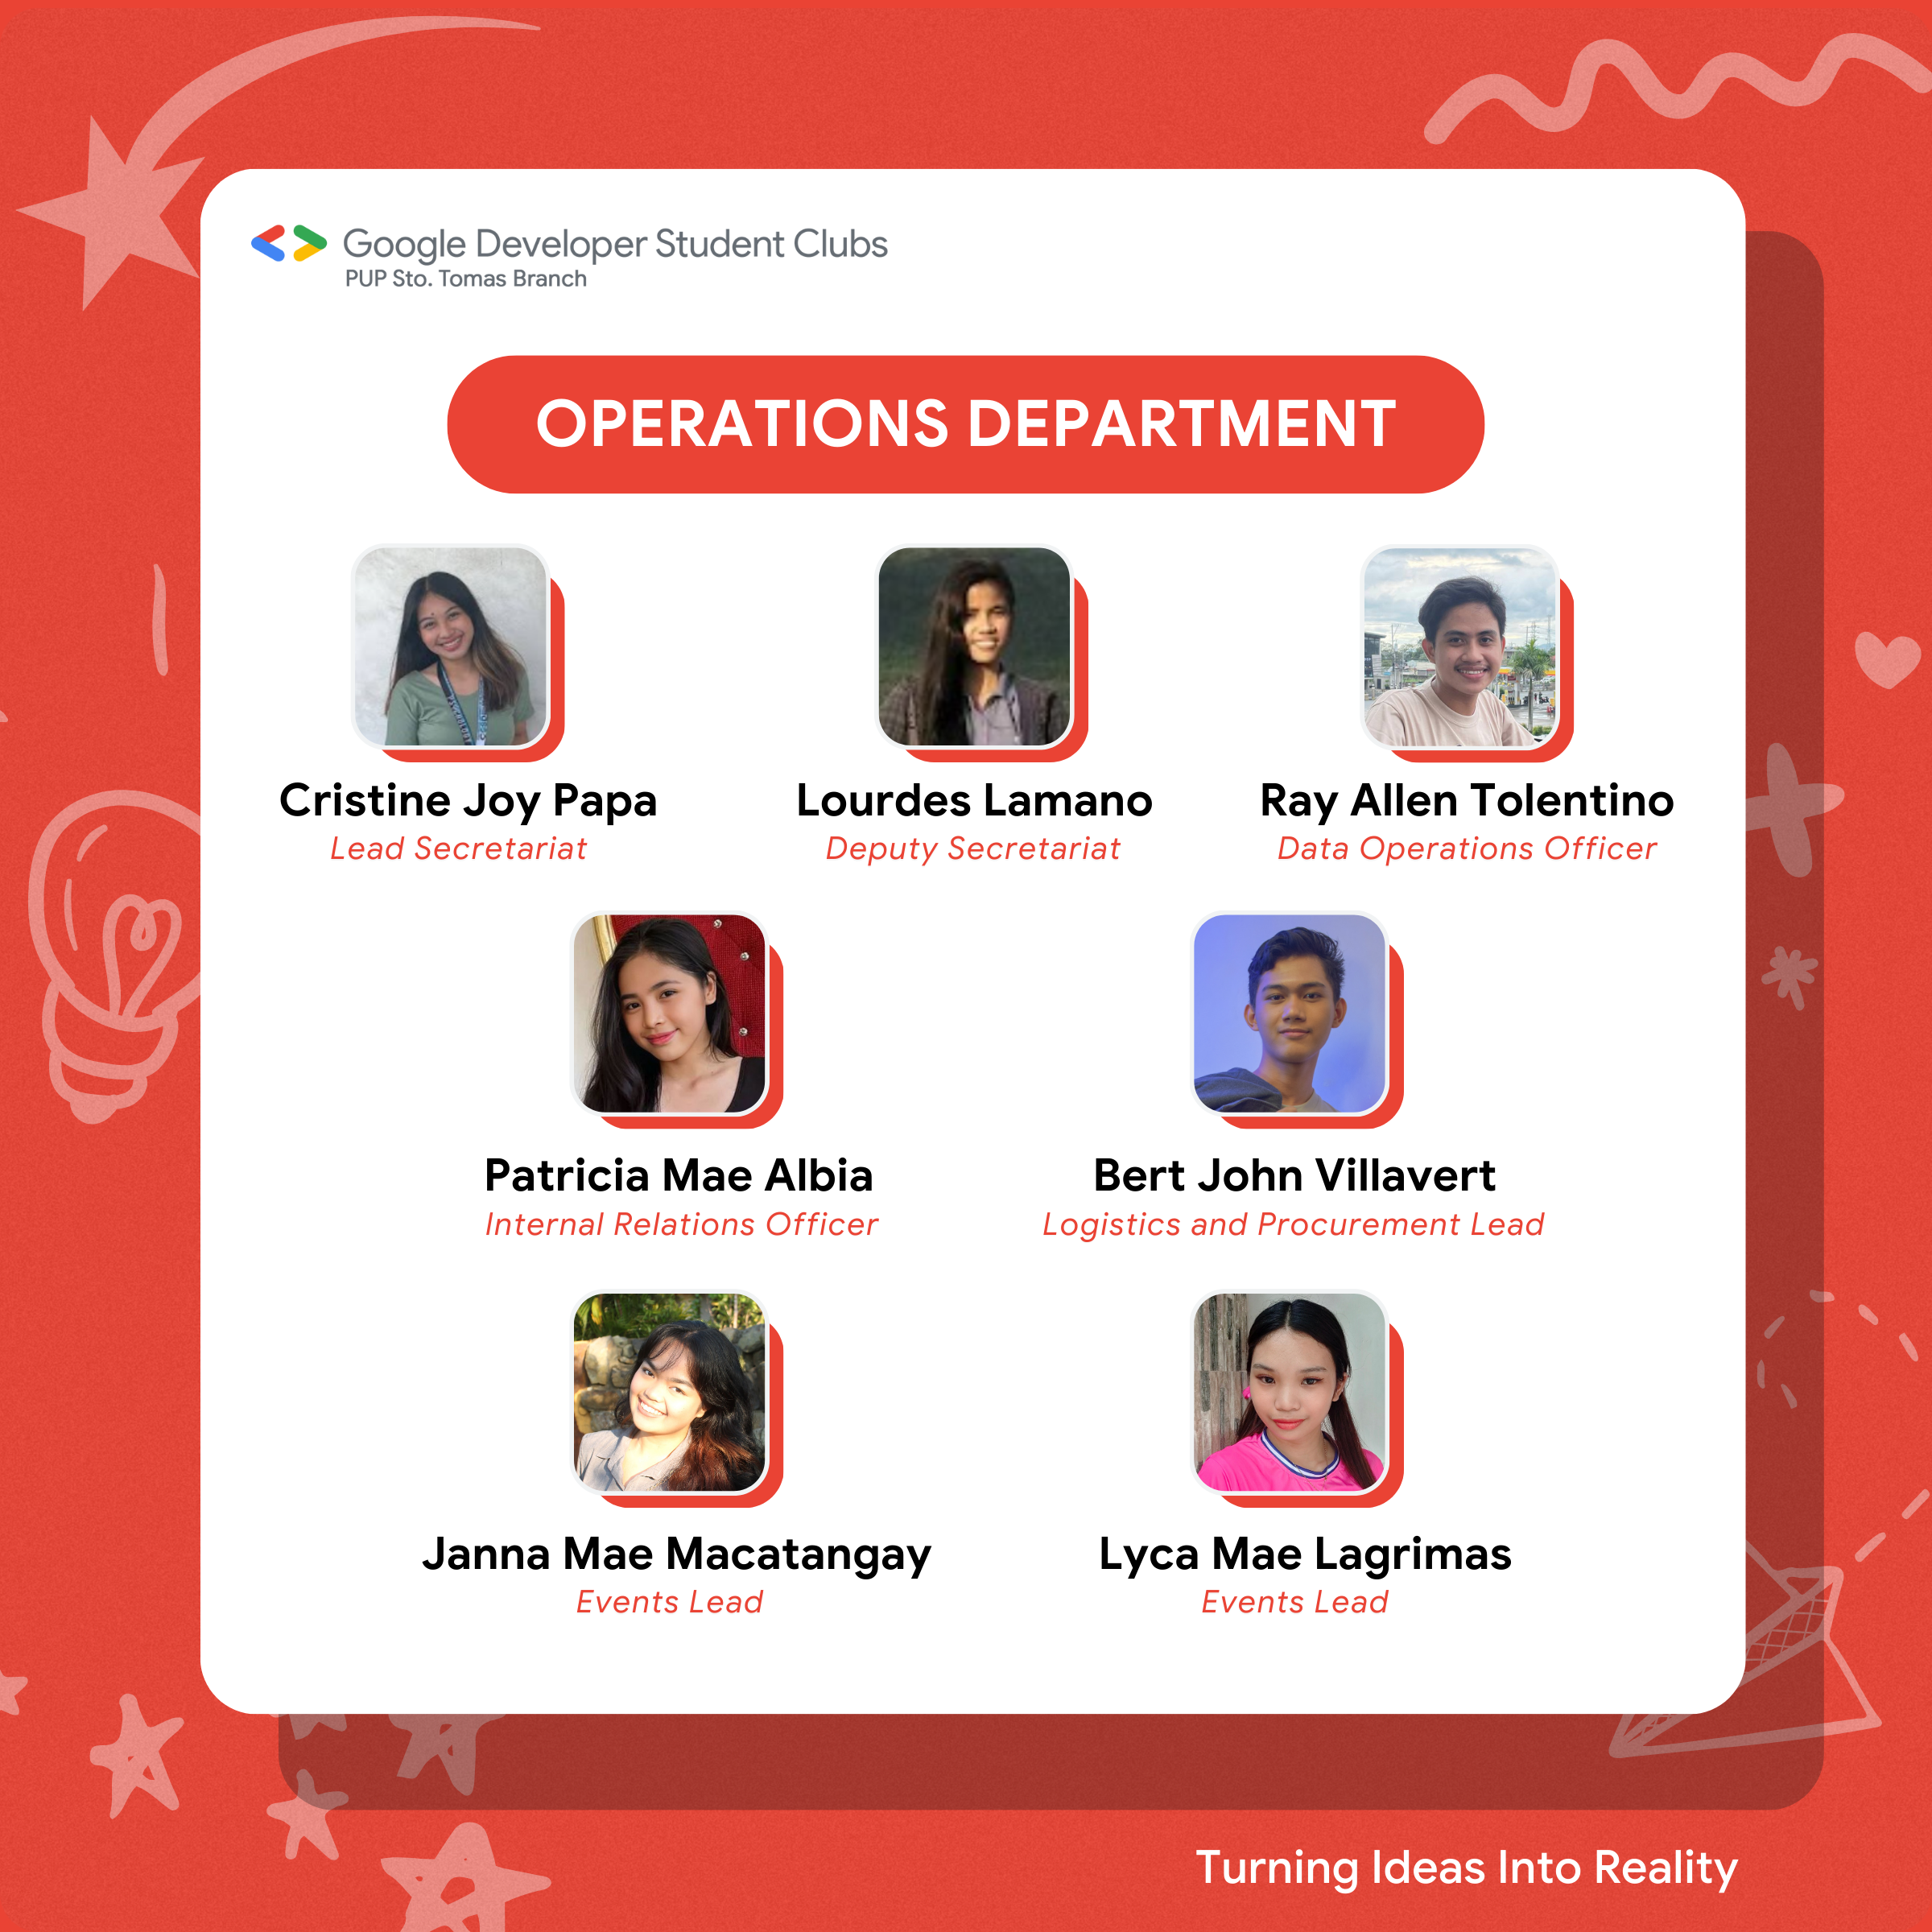 Google Developer Student Clubs
PUP Sto. Tomas Branch
OPERATIONS DEPARTMENT
Cristine Joy Papa
Lead Secretariat
Lourdes Lamano
Deputy Secretariat
Ray Allen Tolentino
Data Operations Officer
Patricia Mae Albia
Internal Relations Officer
Bert John Villavert
Logistics and Procurement Lead
Janna Mae Macatangay
Events Lead
Lyca Mae Lagrimas
Events Lead
Turning Ideas Into Reality